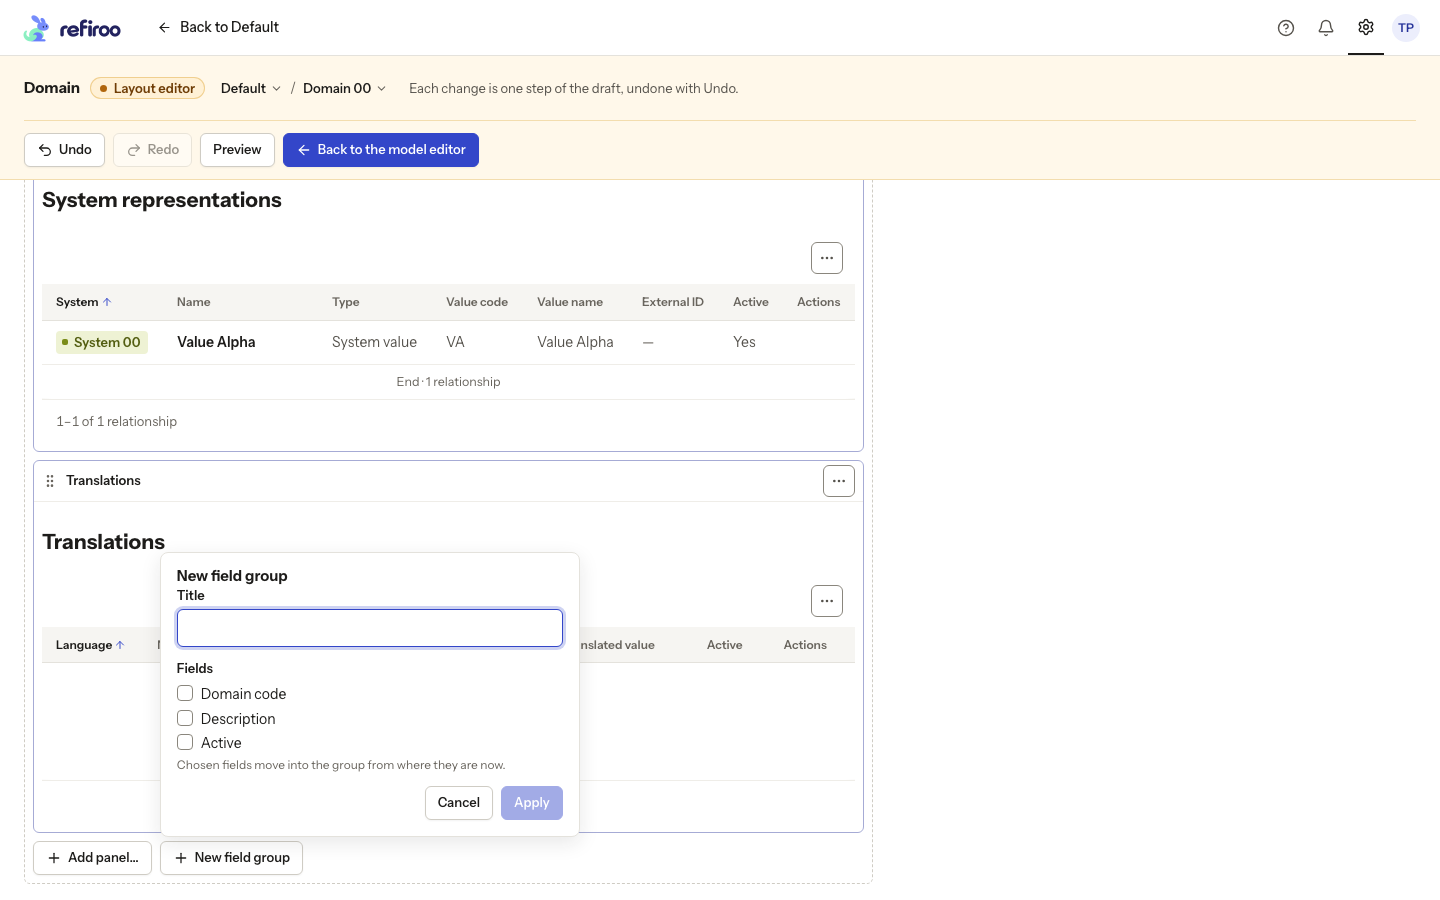 refiroo
Back to Default
TP
Domain
Layout editor
Default
/
Domain 00
Each change is one step of the draft, undone with Undo.
Undo
Redo
Preview
Back to the model editor
System representations
System Name Type Value code Value name External ID Active Actions
System 00 Value Alpha System value VA Value Alpha — Yes
End · 1 relationship
1–1 of 1 relationship
Translations
Translations
New field group
Title
Language nslated value Active Actions
Fields
Domain code
Description
Active
Chosen fields move into the group from where they are now.
Cancel
Apply
Add panel...
New field group